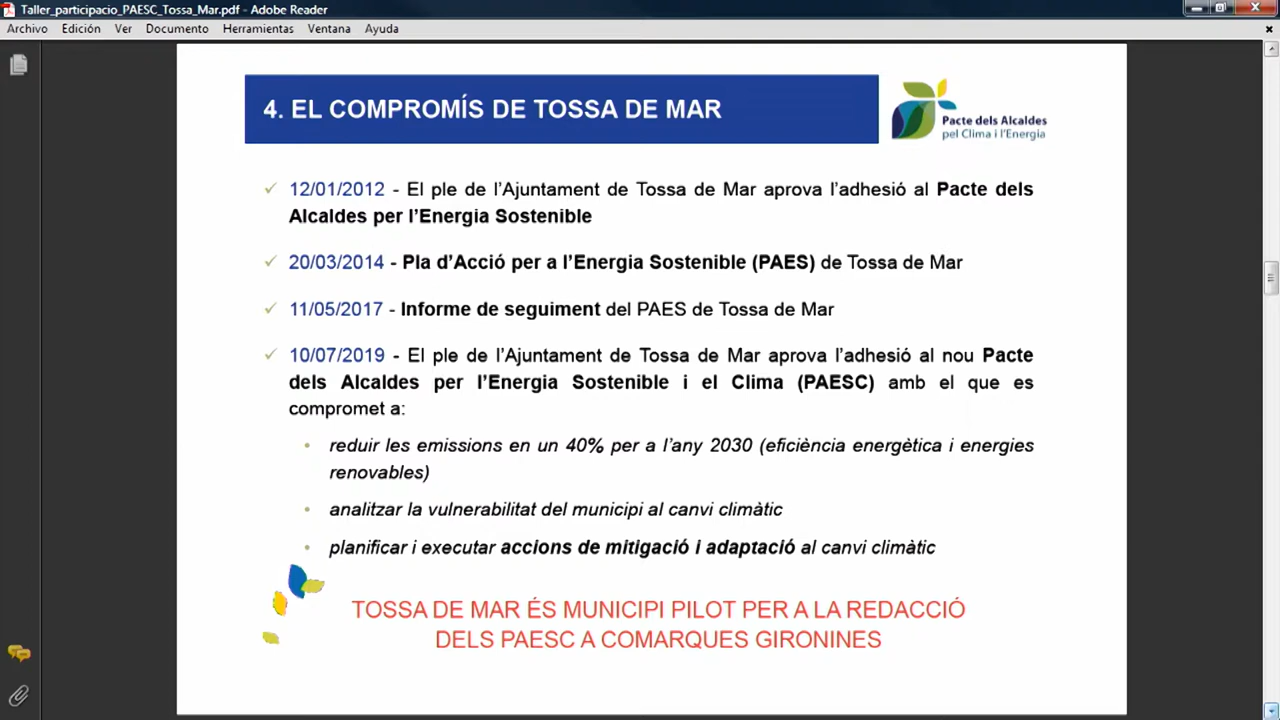 Taller_participacio_PAESC_Tossa_Mar.pdf - Adobe Reader
Archivo Edición Ver Documento Herramientas Ventana Ayuda
4. EL COMPROMÍS DE TOSSA DE MAR
Pacte dels Alcaldes
pel Clima i l'Energia
12/01/2012 - El ple de l'Ajuntament de Tossa de Mar aprova l'adhesió al Pacte dels
Alcaldes per l'Energia Sostenible
20/03/2014 - Pla d'Acció per a l'Energia Sostenible (PAES) de Tossa de Mar
11/05/2017 - Informe de seguiment del PAES de Tossa de Mar
10/07/2019 - El ple de l'Ajuntament de Tossa de Mar aprova l'adhesió al nou Pacte
dels Alcaldes per l'Energia Sostenible i el Clima (PAESC) amb el que es
compromet a:
• reduir les emissions en un 40% per a l'any 2030 (eficiència energètica i energies
renovables)
• analitzar la vulnerabilitat del municipi al canvi climàtic
• planificar i executar accions de mitigació i adaptació al canvi climàtic
TOSSA DE MAR ÉS MUNICIPI PILOT PER A LA REDACCIÓ
DELS PAESC A COMARQUES GIRONINES